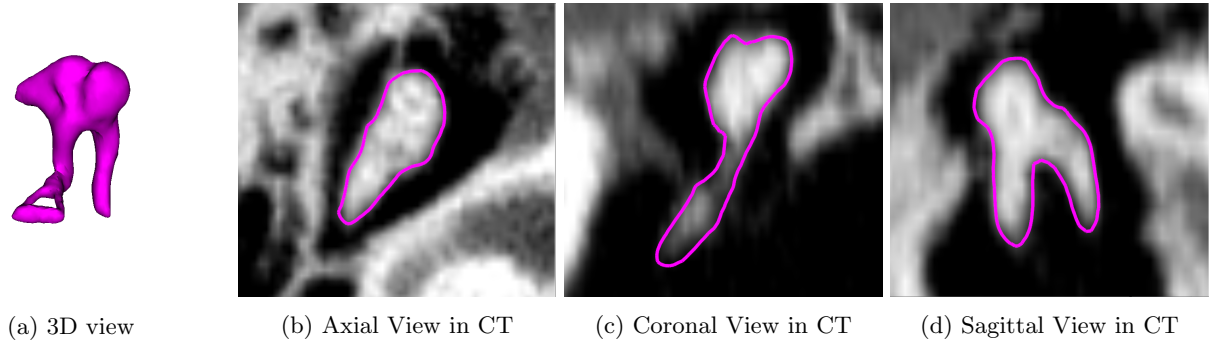 (a) 3D view
(b) Axial View in CT
(c) Coronal View in CT
(d) Sagittal View in CT